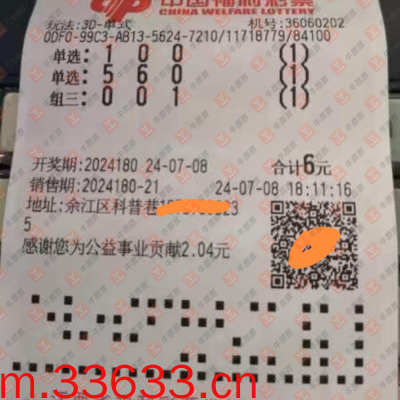 中国福利彩票
CHINA WELFARE LOTTERY
玩法:3D-单式 机号:36060202
0DF0-99C3-AB13-5624-7210/11718779/84100
单选: 1 0 0 (1)
单选: 5 6 0 (1)
组三: 0 0 1 (1)
开奖期:2024180 24-07-08 合计6元
销售期:2024180-21 24-07-08 18:11:16
地址:余江区科普巷 23
5
感谢您为公益事业贡献2.04元
m.33633.cn